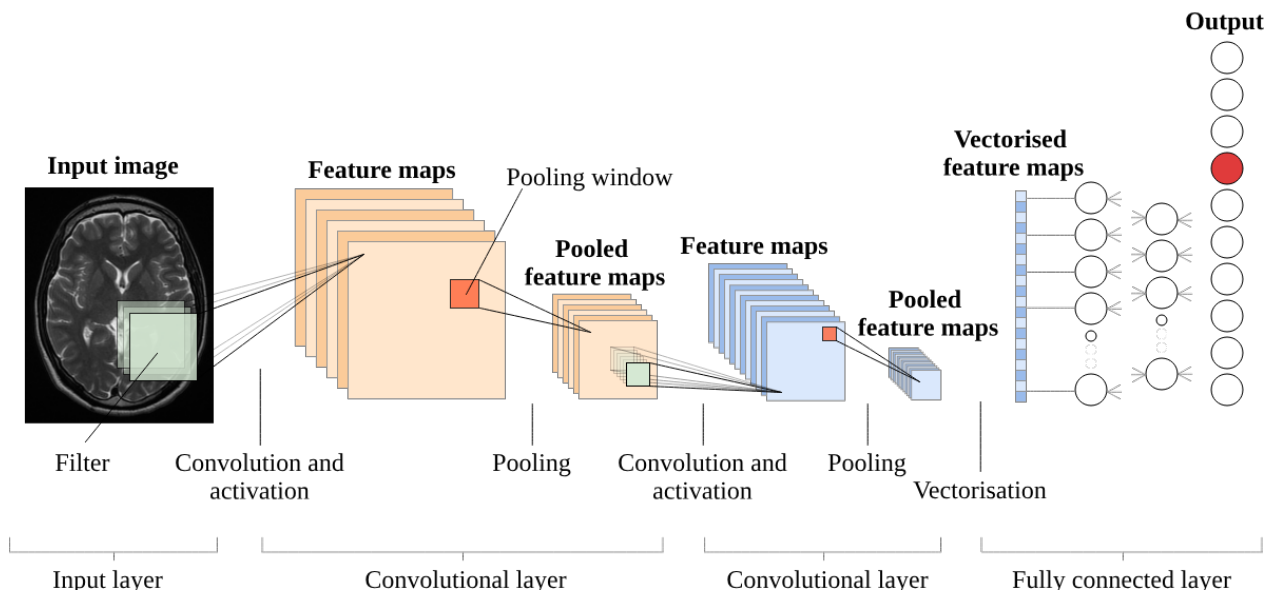 Output
Vectorised
feature maps
Input image
Feature maps
Pooling window
Pooled
feature maps
Feature maps
Pooled
feature maps
Filter
Convolution and
activation
Pooling
Convolution and
activation
Pooling
Vectorisation
Input layer
Convolutional layer
Convolutional layer
Fully connected layer